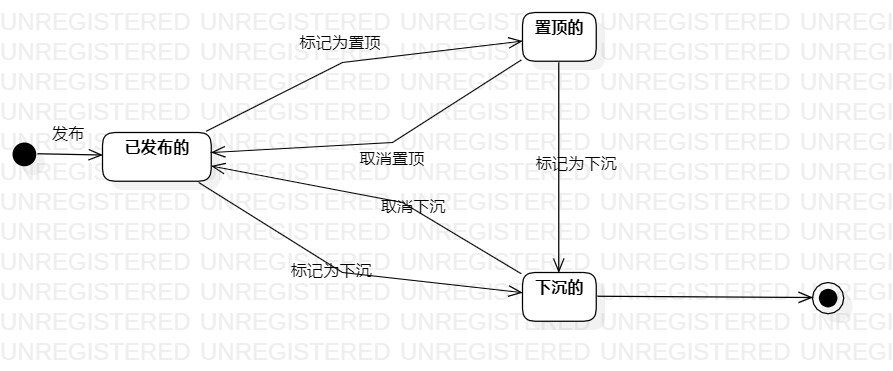 UNREGISTERED UNREGISTERED UNREGISTERED UNREGISTERED UNREGISTERED
置顶的
标记为置顶
发布
已发布的
取消置顶
标记为下沉
取消下沉
标记为下沉
下沉的